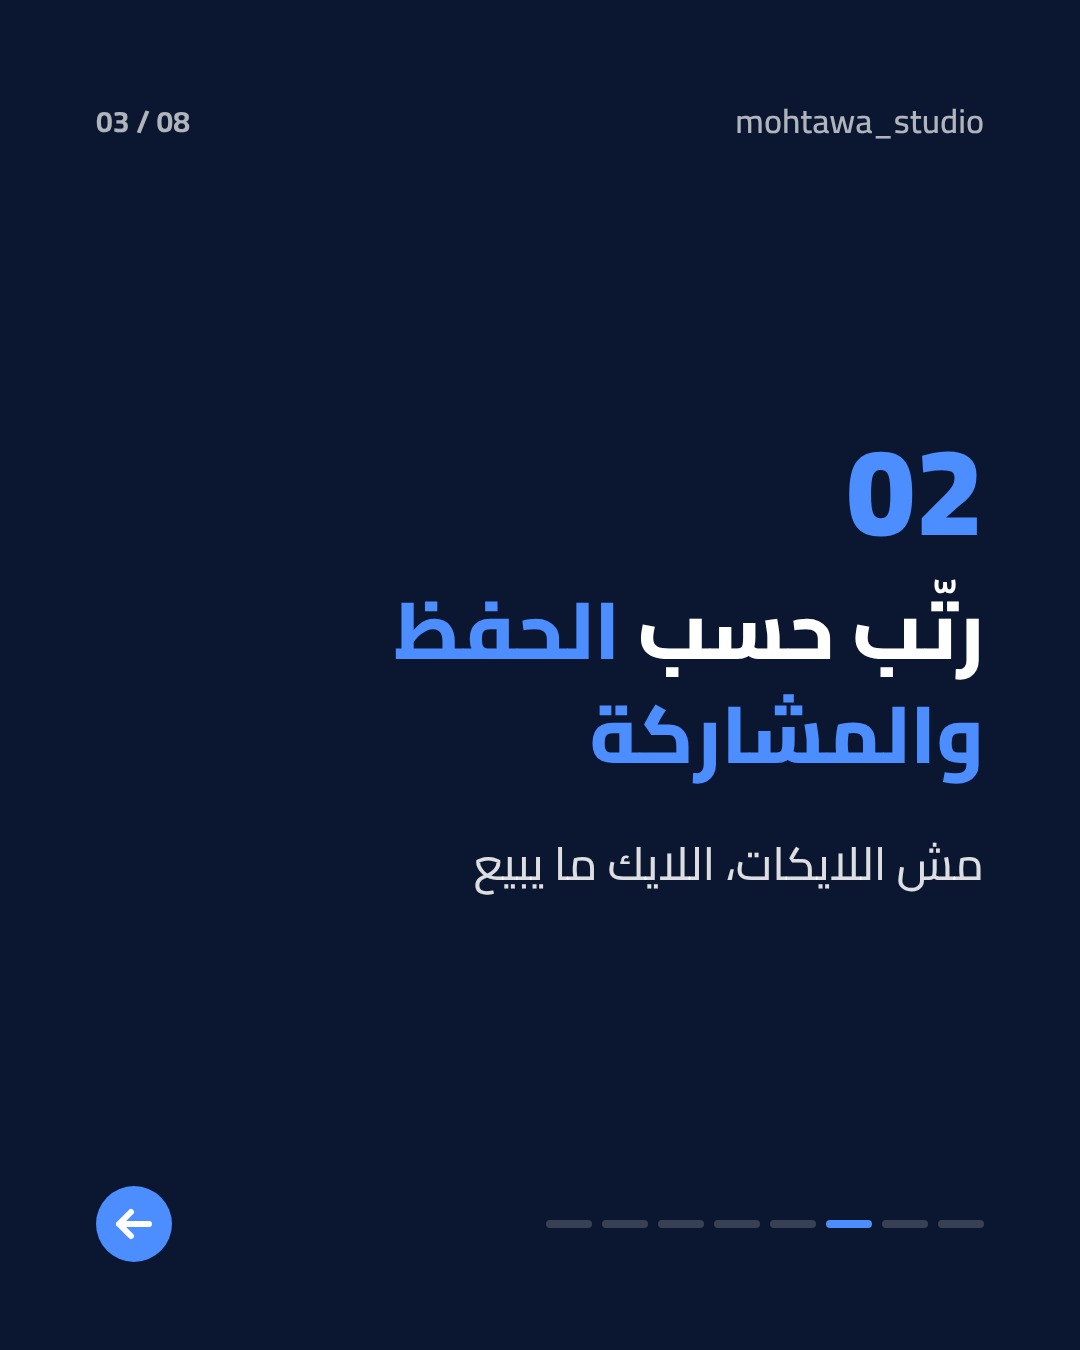 mohtawa_studio
03 / 08
02
رتّب حسب الحفظ
والمشاركة
مش اللايكات، اللايك ما يبيع